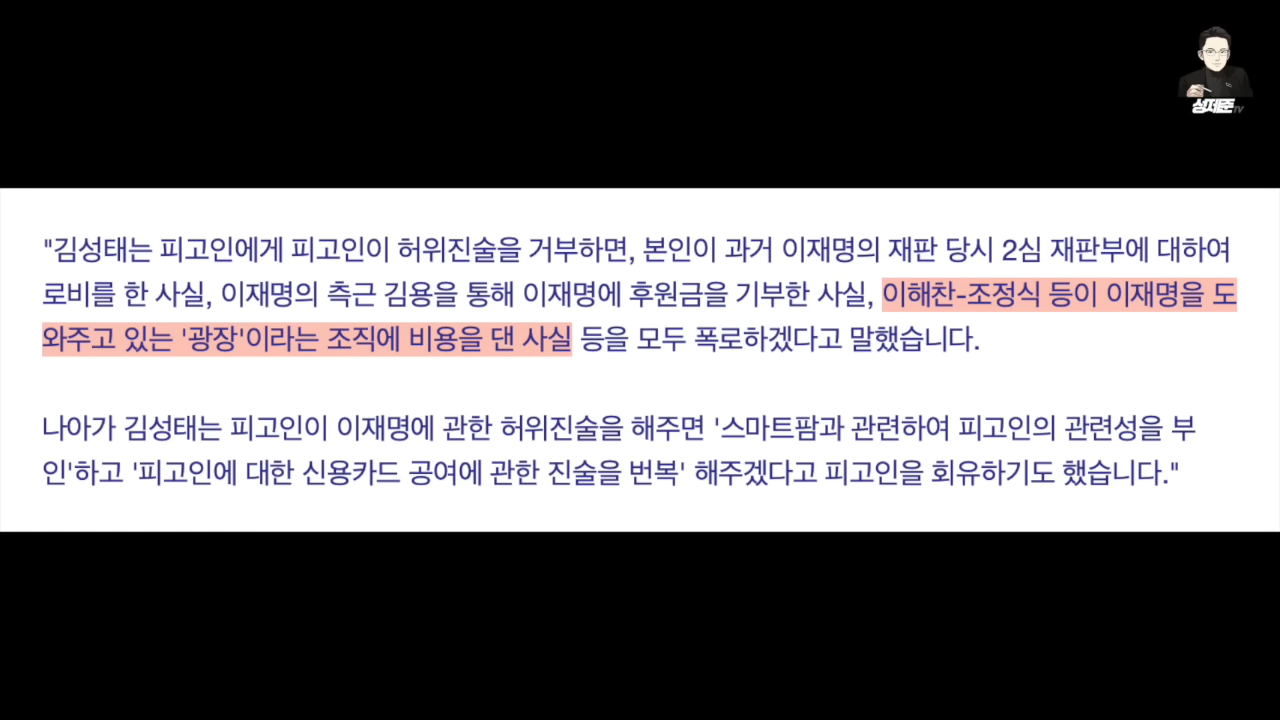 성제준TV
"김성태는 피고인에게 피고인이 허위진술을 거부하면, 본인이 과거 이재명의 재판 당시 2심 재판부에 대하여
로비를 한 사실, 이재명의 측근 김용을 통해 이재명에 후원금을 기부한 사실, 이해찬-조정식 등이 이재명을 도
와주고 있는 '광장'이라는 조직에 비용을 댄 사실 등을 모두 폭로하겠다고 말했습니다.
나아가 김성태는 피고인이 이재명에 관한 허위진술을 해주면 '스마트팜과 관련하여 피고인의 관련성을 부
인'하고 '피고인에 대한 신용카드 공여에 관한 진술을 번복' 해주겠다고 피고인을 회유하기도 했습니다."